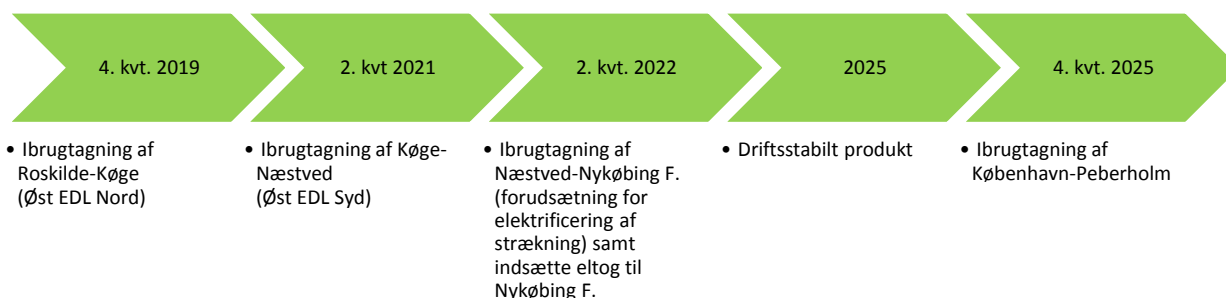 4. kvt. 2019
2. kvt 2021
2. kvt. 2022
2025
4. kvt. 2025
• Ibrugtagning af
Roskilde-Køge
(Øst EDL Nord)
• Ibrugtagning af Køge-
Næstved
(Øst EDL Syd)
• Ibrugtagning af
Næstved-Nykøbing F.
(forudsætning for
elektrificering af
strækning) samt
indsætte eltog til
Nykøbing F.
• Driftsstabilt produkt
• Ibrugtagning af
København-Peberholm